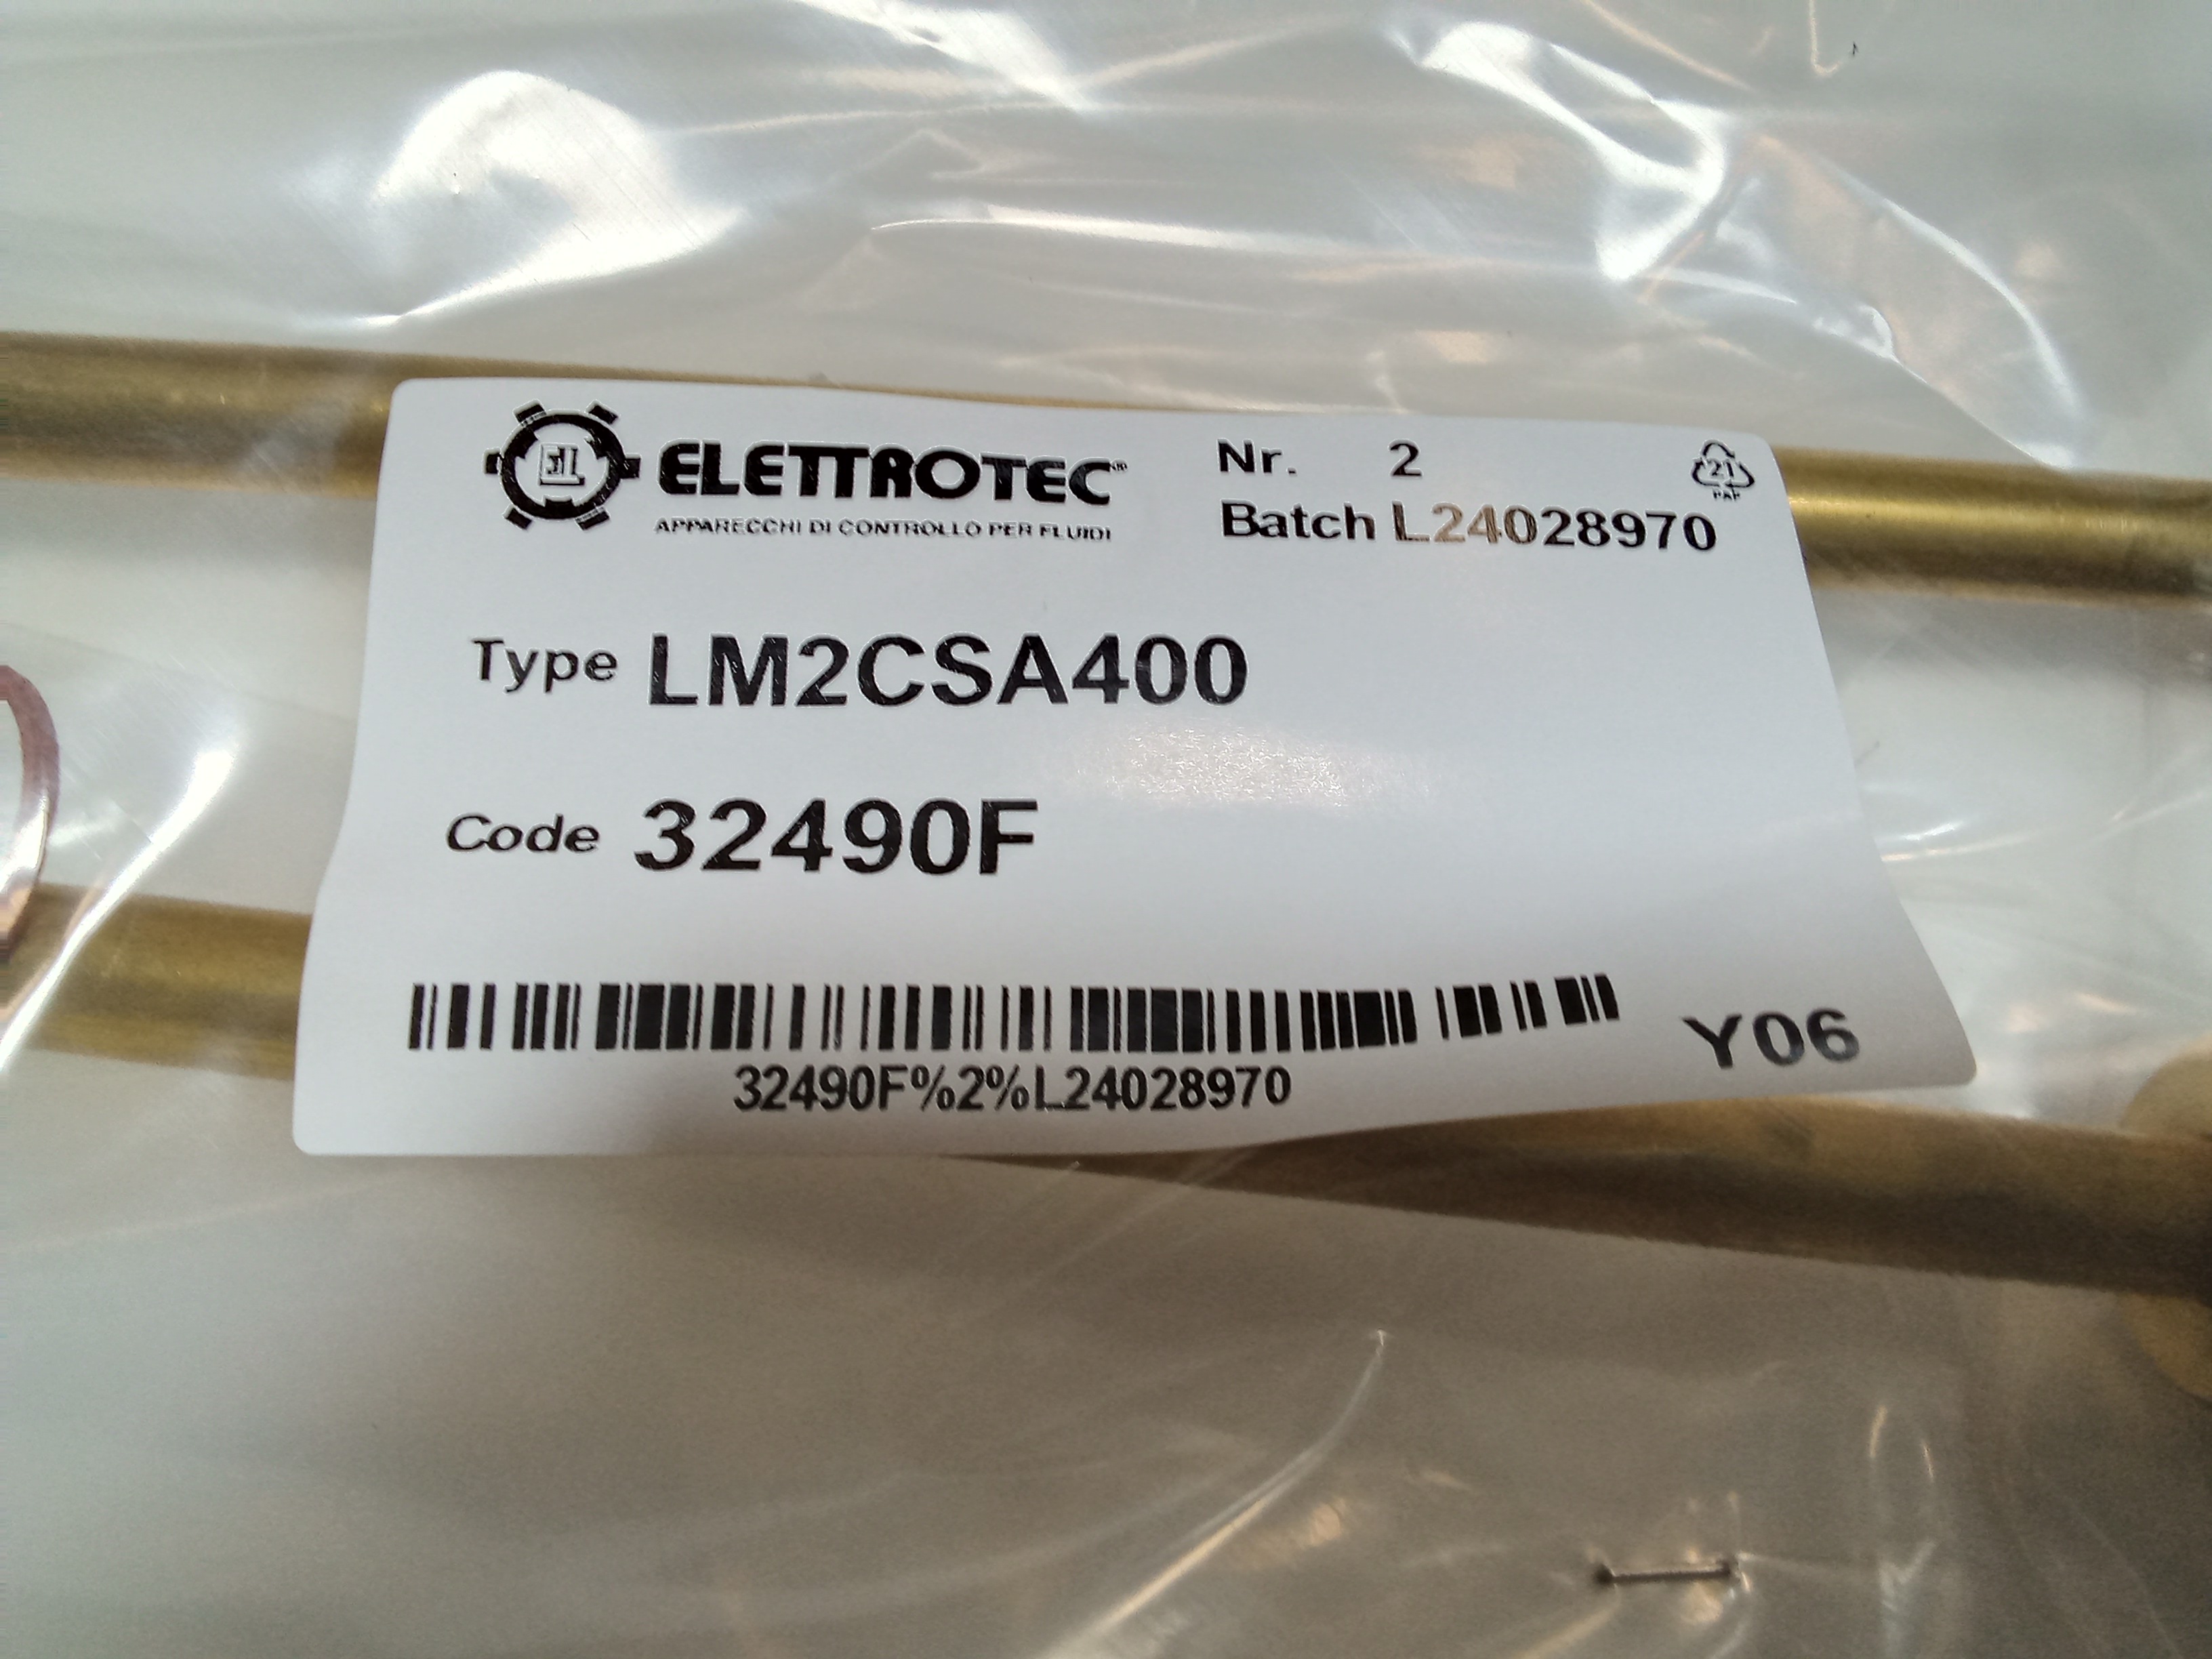 ELETTROTEC®
APPARECCHI DI CONTROLLO PER FLUIDI
Nr. 2
Batch L24028970
21
PAP
Type LM2CSA400
Code 32490F
32490F%2%L24028970
Y06